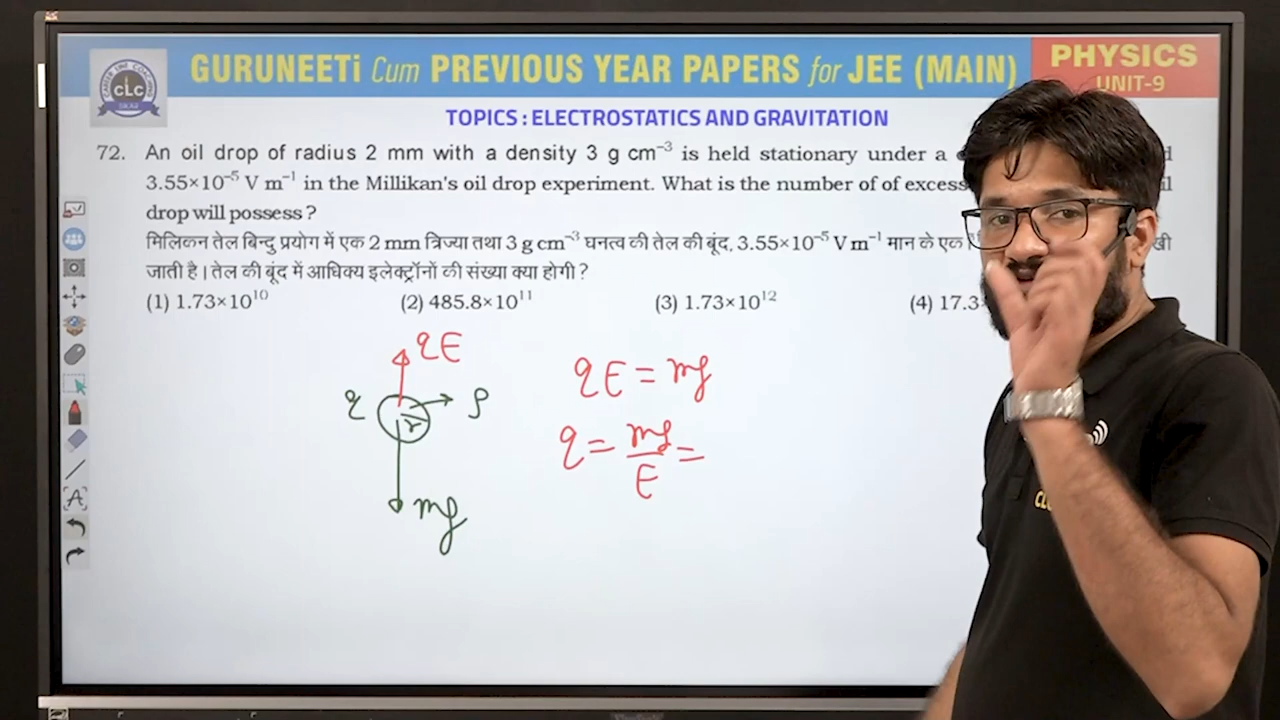 GURUNEETi Cum PREVIOUS YEAR PAPERS for JEE (MAIN)
PHYSICS
UNIT-9
CLC
TOPICS : ELECTROSTATICS AND GRAVITATION
72. An oil drop of radius 2 mm with a density 3 g cm⁻³ is held stationary under a
3.55×10⁻⁵ V m⁻¹ in the Millikan's oil drop experiment. What is the number of of excess
drop will possess ?
मिलिकन तेल बिन्दु प्रयोग में एक 2 mm त्रिज्या तथा 3 g cm⁻³ घनत्व की तेल की बूंद, 3.55×10⁻⁵ V m⁻¹ मान के एक
जाती है। तेल की बूंद में आधिक्य इलेक्ट्रॉनों की संख्या क्या होगी ?
(1) 1.73×10¹⁰ (2) 485.8×10¹¹ (3) 1.73×10¹² (4) 17.3
qE
q r ρ
mg
qE = mg
q = mg/E =